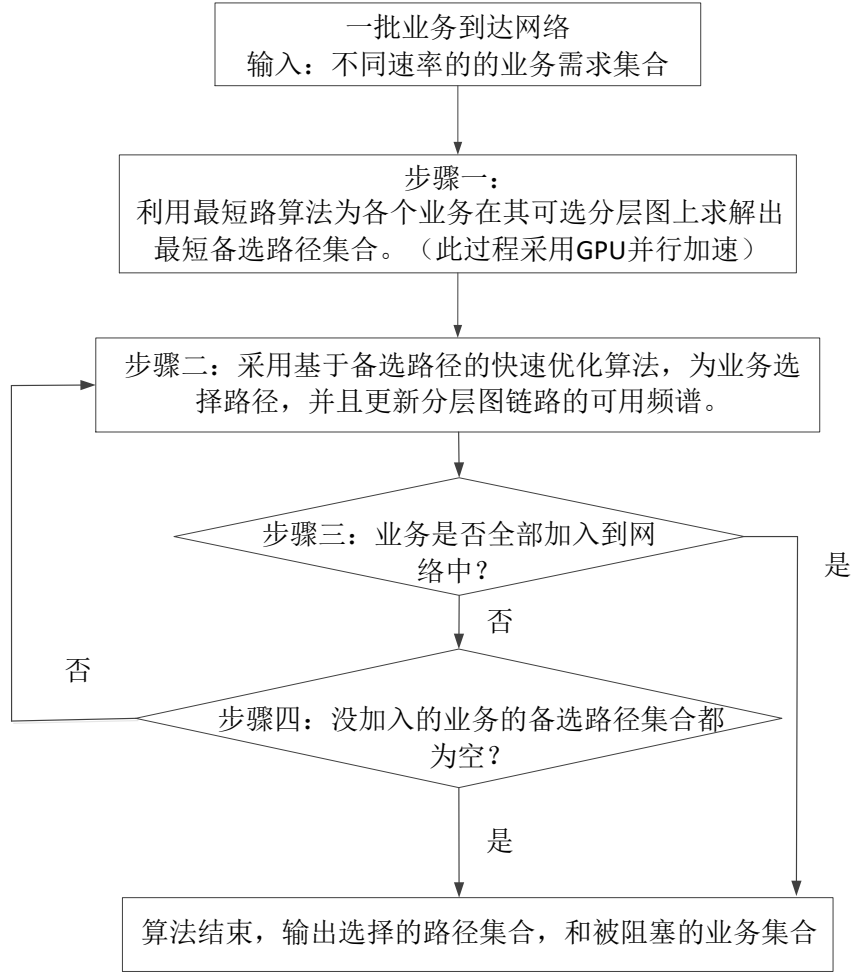 一批业务到达网络
输入：不同速率的的业务需求集合
步骤一：
利用最短路算法为各个业务在其可选分层图上求解出
最短备选路径集合。（此过程采用GPU并行加速）
步骤二：采用基于备选路径的快速优化算法，为业务选
择路径，并且更新分层图链路的可用频谱。
步骤三：业务是否全部加入到网
络中？
是
否
否
步骤四：没加入的业务的备选路径集合都
为空？
是
算法结束，输出选择的路径集合，和被阻塞的业务集合